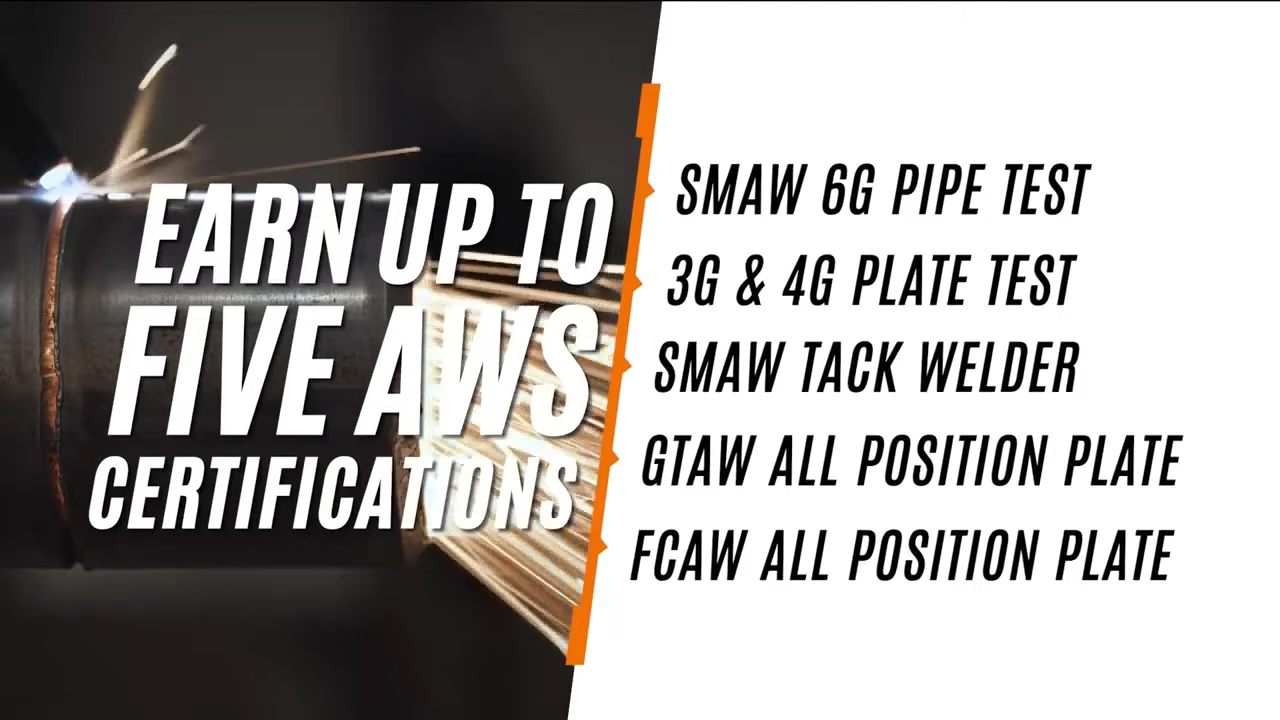 EARN UP TO
FIVE AWS
CERTIFICATIONS
SMAW 6G PIPE TEST
3G & 4G PLATE TEST
SMAW TACK WELDER
GTAW ALL POSITION PLATE
FCAW ALL POSITION PLATE